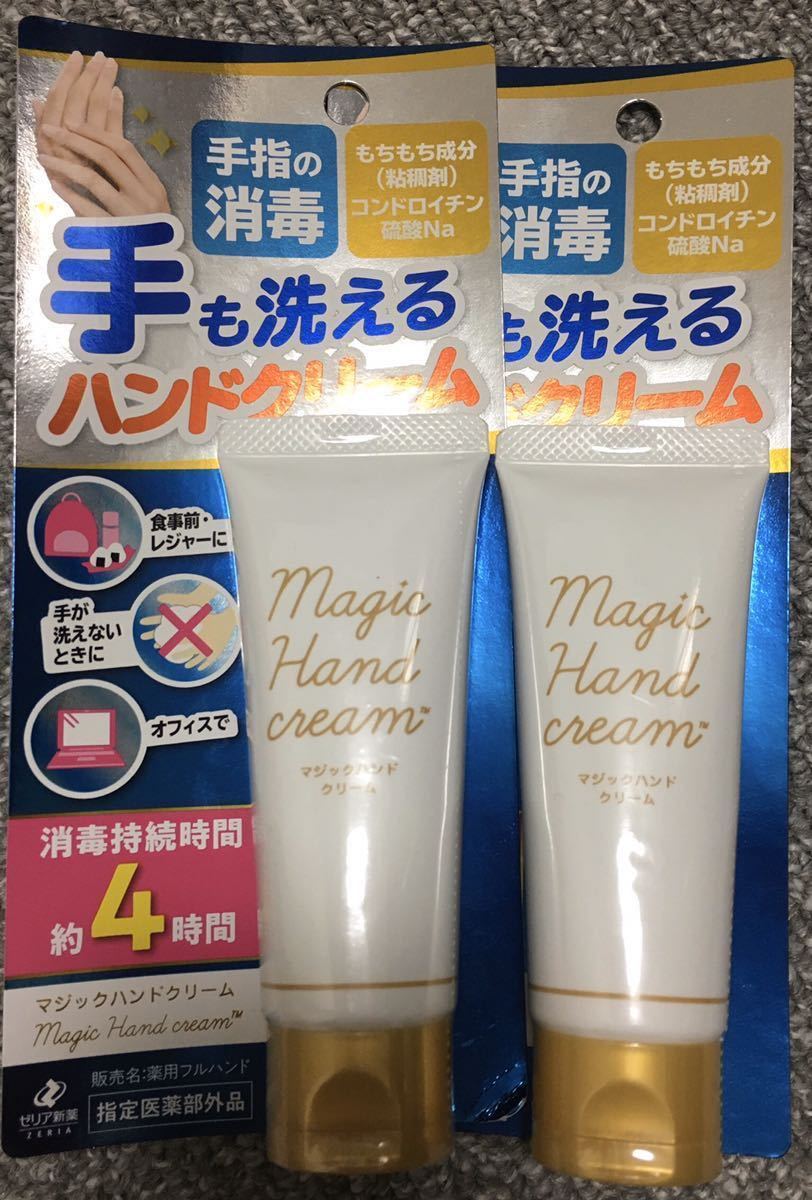 手指の
消毒
もちもち成分
(粘稠剤)
コンドロイチン
硫酸Na
手も洗える
ハンドクリーム
食事前・
レジャーに
手が
洗えない
ときに
オフィスで
消毒持続時間
約4時間
マジックハンドクリーム
Magic Hand cream™
販売名:薬用フルハンド
指定医薬部外品
ゼリア新薬
ZERIA
Magic
Hand
cream™
マジックハンド
クリーム
手指の
消毒
もちもち成分
(粘稠剤)
コンドロイチン
硫酸Na
も洗える
クリーム
Magic
Hand
cream™
マジックハンド
クリーム